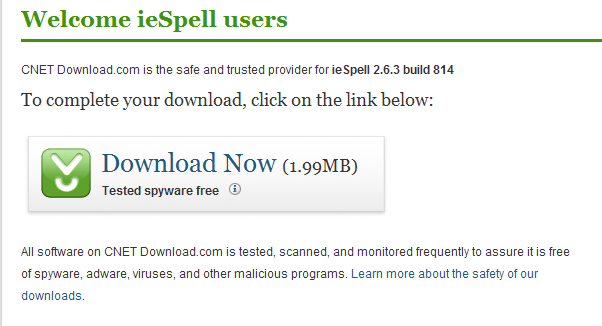 Welcome ieSpell users
CNET Download.com is the safe and trusted provider for ieSpell 2.6.3 build 814
To complete your download, click on the link below:
Download Now (1.99MB)
Tested spyware free
All software on CNET Download.com is tested, scanned, and monitored frequently to assure it is free
of spyware, adware, viruses, and other malicious programs. Learn more about the safety of our
downloads.